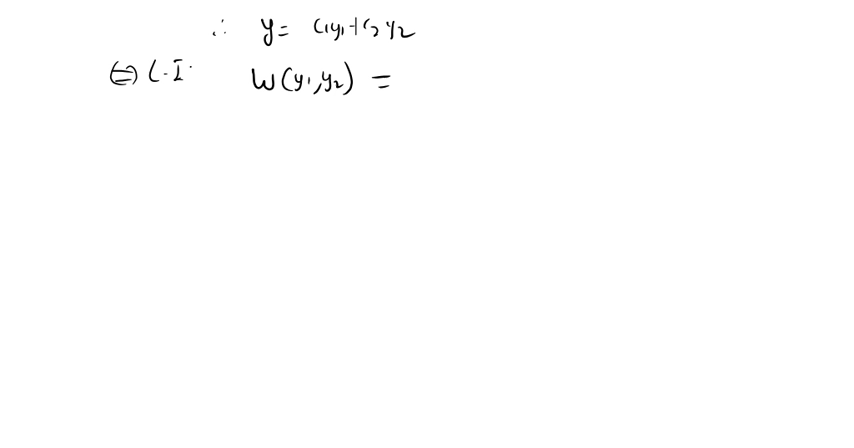 ∴ y = c₁y₁ + c₂y₂
⇔ L.I. W(y₁,y₂) =